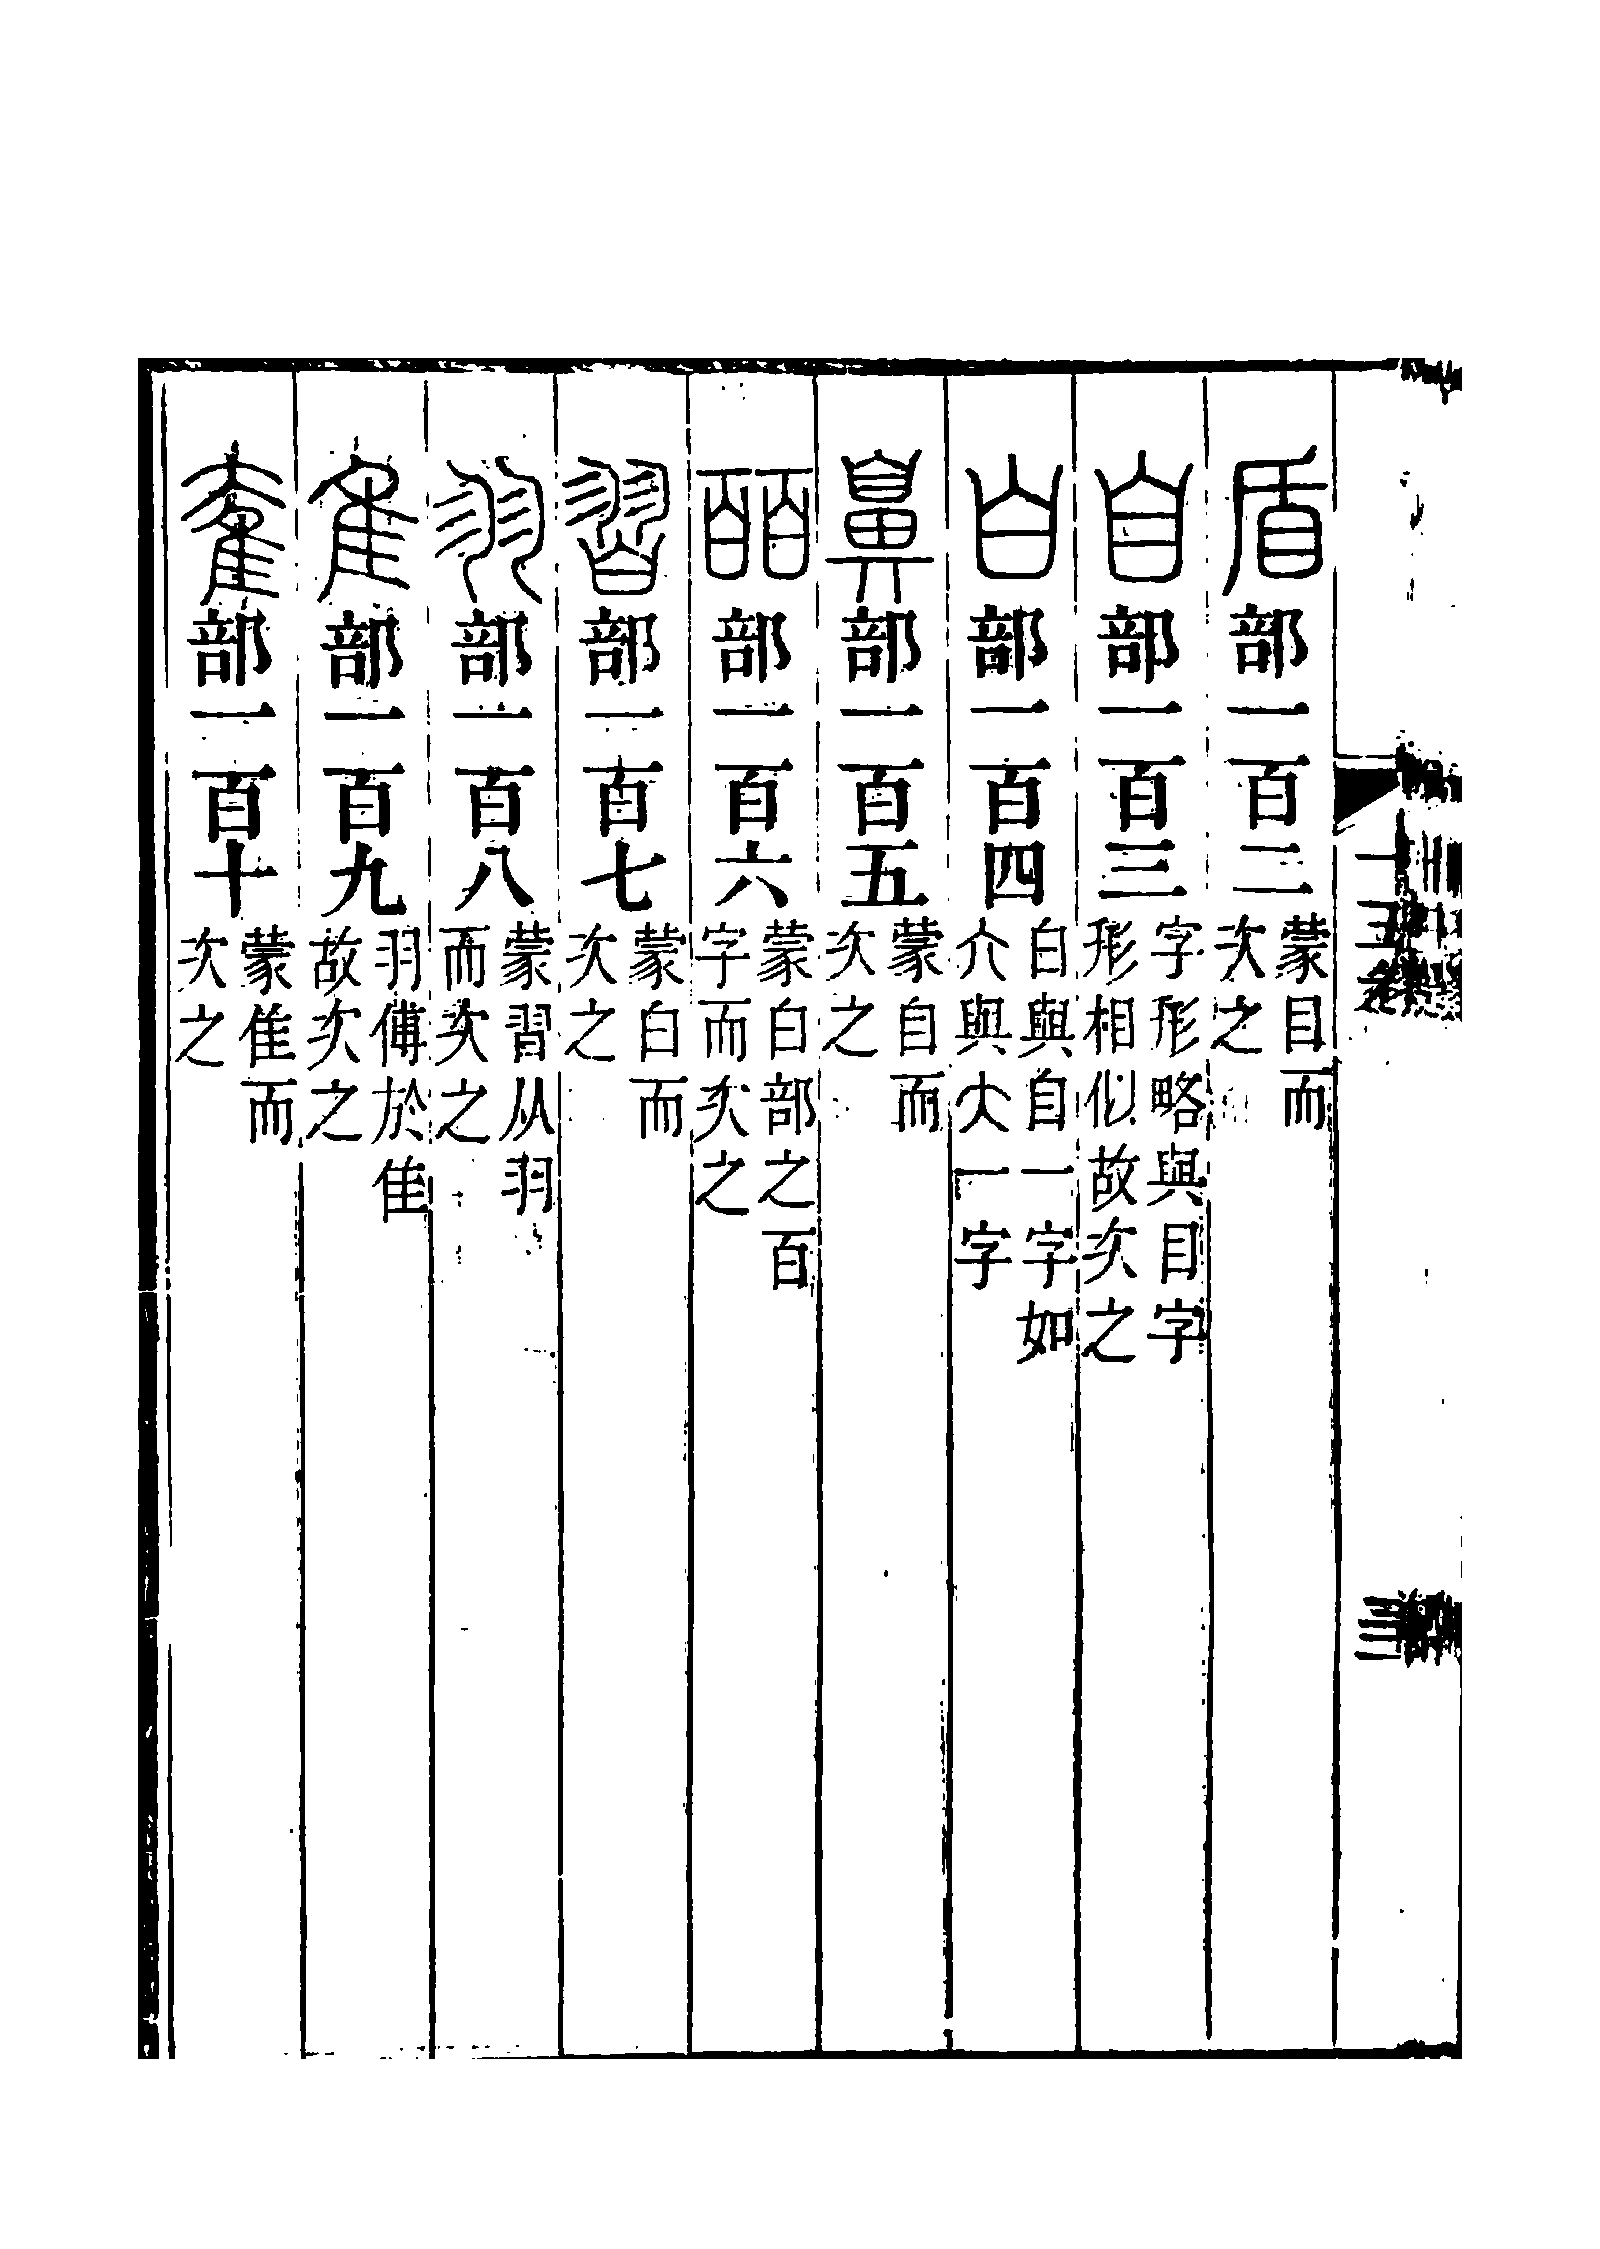 盾部一百二蒙目而次之
自部一百三字形略與目字形相似故次之
白部一百四白與自一字如𠘲與大一字
鼻部一百五蒙自而次之
皕部一百六蒙白部之百字而次之
習部一百七蒙白而次之
羽部一百八蒙習从羽而次之
隹部一百九羽傅於隹故次之
奞部一百十蒙隹而次之
十五卷
三